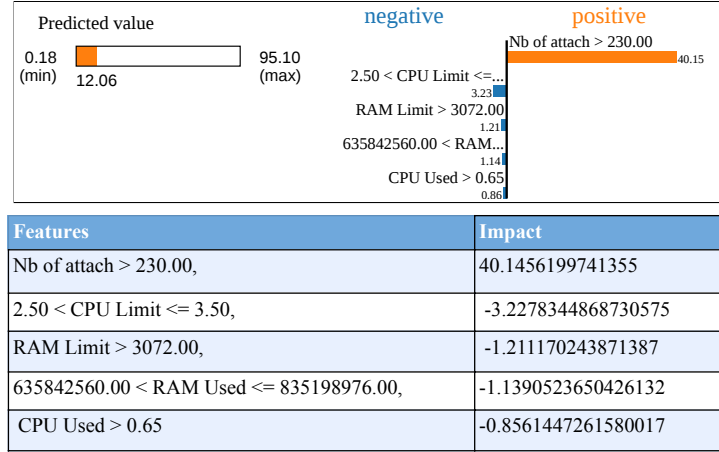 Predicted value
negative
positive
0.18
(min)
12.06
95.10
(max)
Nb of attach > 230.00
40.15
2.50 < CPU Limit <=...
3.23
RAM Limit > 3072.00
1.21
635842560.00 < RAM...
1.14
CPU Used > 0.65
0.86
Features Impact
Nb of attach > 230.00, 40.1456199741355
2.50 < CPU Limit <= 3.50, -3.2278344868730575
RAM Limit > 3072.00, -1.211170243871387
635842560.00 < RAM Used <= 835198976.00, -1.1390523650426132
CPU Used > 0.65 -0.8561447261580017